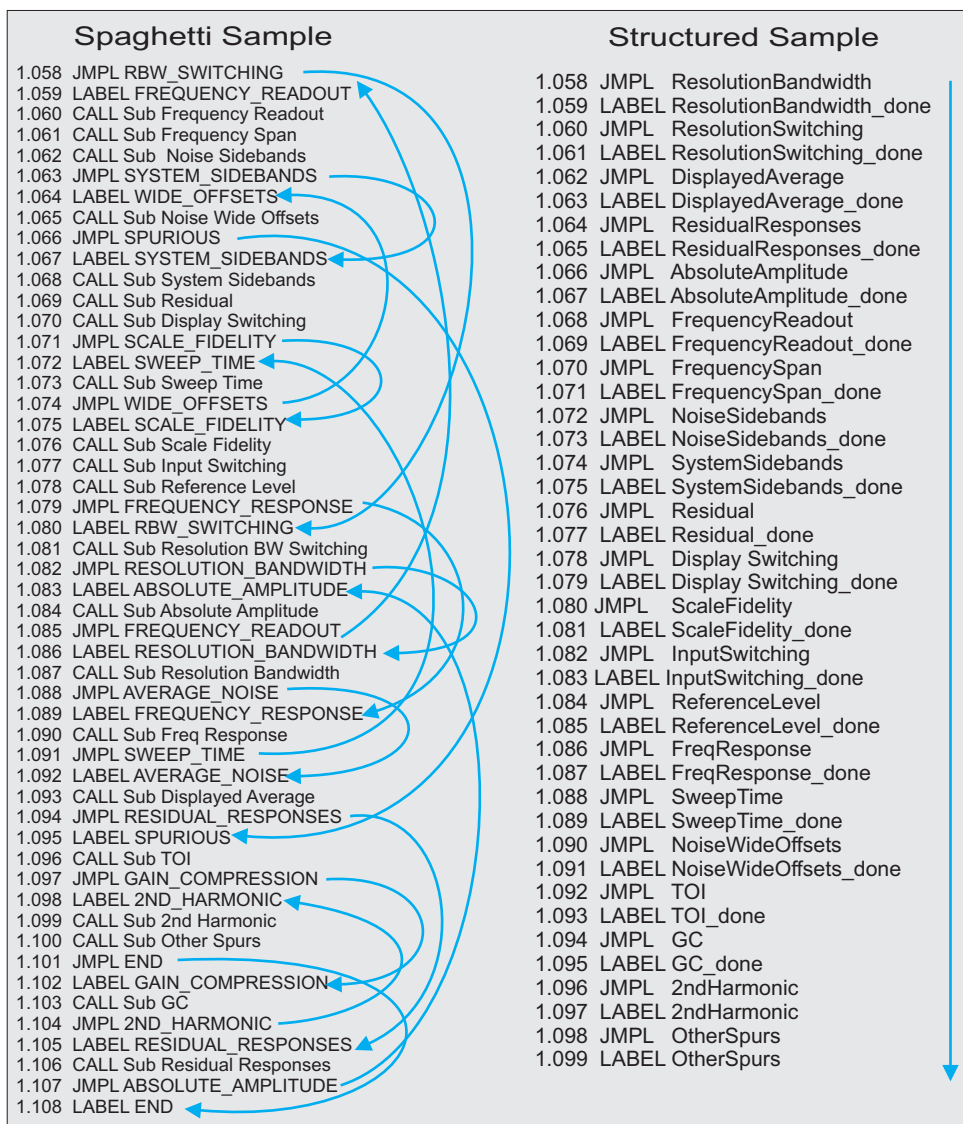 Spaghetti Sample
1.058 JMPL RBW_SWITCHING
1.059 LABEL FREQUENCY_READOUT
1.060 CALL Sub Frequency Readout
1.061 CALL Sub Frequency Span
1.062 CALL Sub Noise Sidebands
1.063 JMPL SYSTEM_SIDEBANDS
1.064 LABEL WIDE_OFFSETS
1.065 CALL Sub Noise Wide Offsets
1.066 JMPL SPURIOUS
1.067 LABEL SYSTEM_SIDEBANDS
1.068 CALL Sub System Sidebands
1.069 CALL Sub Residual
1.070 CALL Sub Display Switching
1.071 JMPL SCALE_FIDELITY
1.072 LABEL SWEEP_TIME
1.073 CALL Sub Sweep Time
1.074 JMPL WIDE_OFFSETS
1.075 LABEL SCALE_FIDELITY
1.076 CALL Sub Scale Fidelity
1.077 CALL Sub Input Switching
1.078 CALL Sub Reference Level
1.079 JMPL FREQUENCY_RESPONSE
1.080 LABEL RBW_SWITCHING
1.081 CALL Sub Resolution BW Switching
1.082 JMPL RESOLUTION_BANDWIDTH
1.083 LABEL ABSOLUTE_AMPLITUDE
1.084 CALL Sub Absolute Amplitude
1.085 JMPL FREQUENCY_READOUT
1.086 LABEL RESOLUTION_BANDWIDTH
1.087 CALL Sub Resolution Bandwidth
1.088 JMPL AVERAGE_NOISE
1.089 LABEL FREQUENCY_RESPONSE
1.090 CALL Sub Freq Response
1.091 JMPL SWEEP_TIME
1.092 LABEL AVERAGE_NOISE
1.093 CALL Sub Displayed Average
1.094 JMPL RESIDUAL_RESPONSES
1.095 LABEL SPURIOUS
1.096 CALL Sub TOI
1.097 JMPL GAIN_COMPRESSION
1.098 LABEL 2ND_HARMONIC
1.099 CALL Sub 2nd Harmonic
1.100 CALL Sub Other Spurs
1.101 JMPL END
1.102 LABEL GAIN_COMPRESSION
1.103 CALL Sub GC
1.104 JMPL 2ND_HARMONIC
1.105 LABEL RESIDUAL_RESPONSES
1.106 CALL Sub Residual Responses
1.107 JMPL ABSOLUTE_AMPLITUDE
1.108 LABEL END
Structured Sample
1.058 JMPL ResolutionBandwidth
1.059 LABEL ResolutionBandwidth_done
1.060 JMPL ResolutionSwitching
1.061 LABEL ResolutionSwitching_done
1.062 JMPL DisplayedAverage
1.063 LABEL DisplayedAverage_done
1.064 JMPL ResidualResponses
1.065 LABEL ResidualResponses_done
1.066 JMPL AbsoluteAmplitude
1.067 LABEL AbsoluteAmplitude_done
1.068 JMPL FrequencyReadout
1.069 LABEL FrequencyReadout_done
1.070 JMPL FrequencySpan
1.071 LABEL FrequencySpan_done
1.072 JMPL NoiseSidebands
1.073 LABEL NoiseSidebands_done
1.074 JMPL SystemSidebands
1.075 LABEL SystemSidebands_done
1.076 JMPL Residual
1.077 LABEL Residual_done
1.078 JMPL Display Switching
1.079 LABEL Display Switching_done
1.080 JMPL ScaleFidelity
1.081 LABEL ScaleFidelity_done
1.082 JMPL InputSwitching
1.083 LABEL InputSwitching_done
1.084 JMPL ReferenceLevel
1.085 LABEL ReferenceLevel_done
1.086 JMPL FreqResponse
1.087 LABEL FreqResponse_done
1.088 JMPL SweepTime
1.089 LABEL SweepTime_done
1.090 JMPL NoiseWideOffsets
1.091 LABEL NoiseWideOffsets_done
1.092 JMPL TOI
1.093 LABEL TOI_done
1.094 JMPL GC
1.095 LABEL GC_done
1.096 JMPL 2ndHarmonic
1.097 LABEL 2ndHarmonic
1.098 JMPL OtherSpurs
1.099 LABEL OtherSpurs